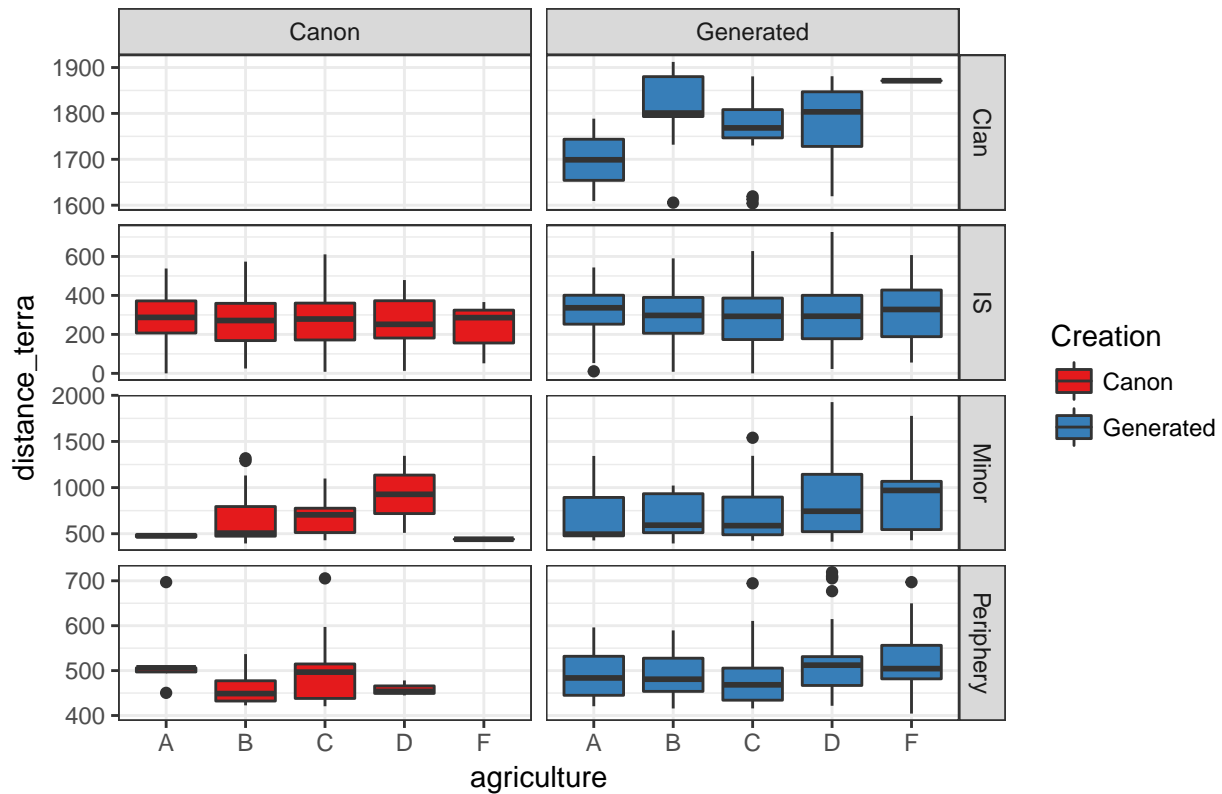 Canon Generated
1900
1800
1700
1600
Clan
600
400
200
0
IS
2000
1500
1000
500
Minor
700
600
500
400
Periphery
A B C D F A B C D F
agriculture
distance_terra
Creation
Canon
Generated